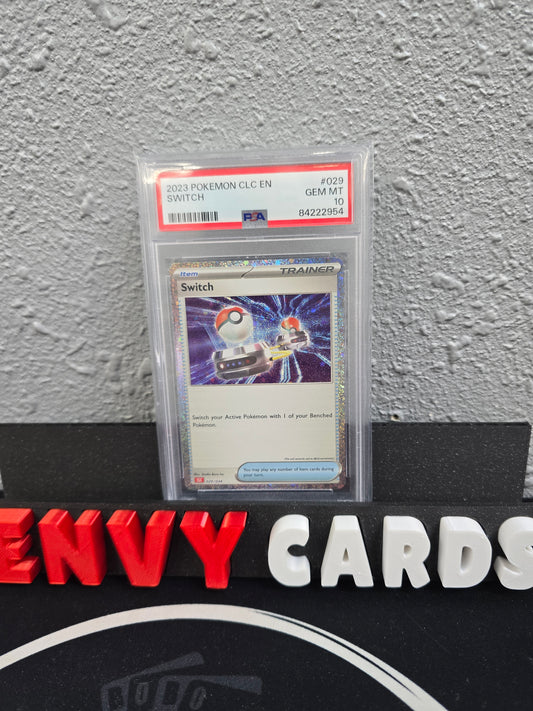 2023 POKEMON CLC EN #029
SWITCH GEM MT
10
PSA 84222954
Item TRAINER
Switch
Switch your Active Pokémon with 1 of your Benched
Pokémon.
You may play any number of Item cards during
your turn.
ENVY CARDS